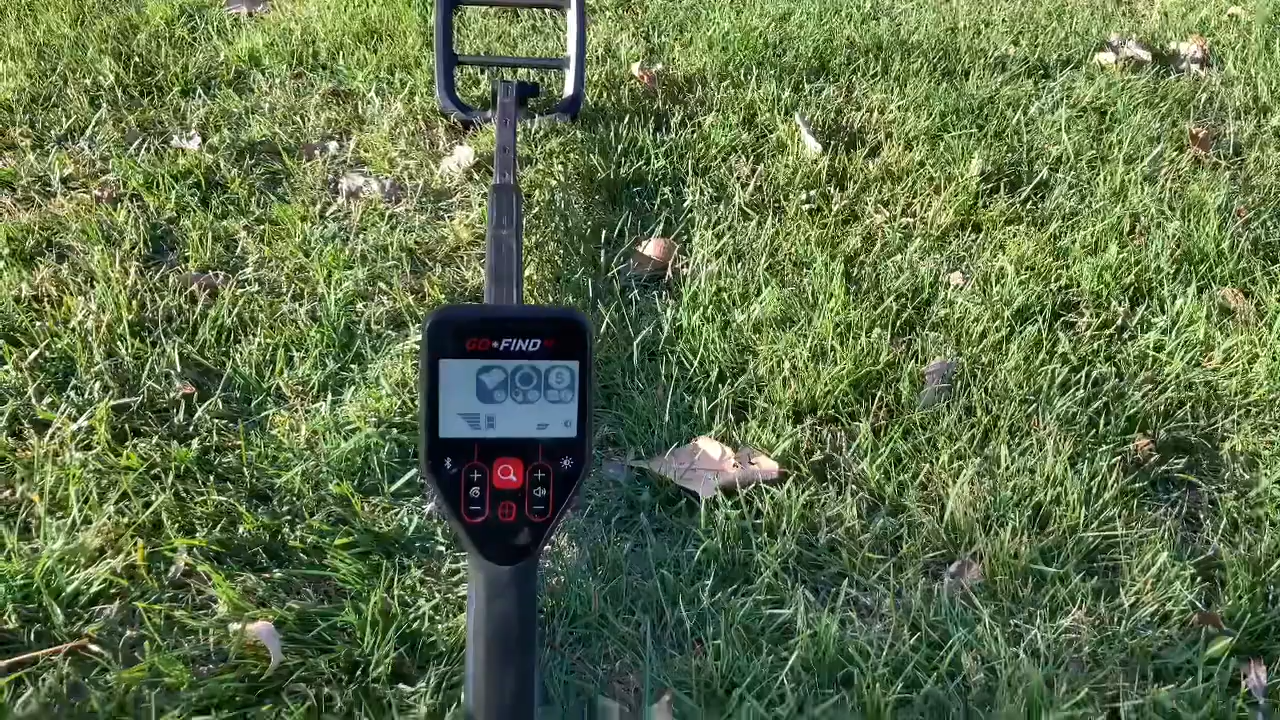 GO FIND
$
+ +
- -